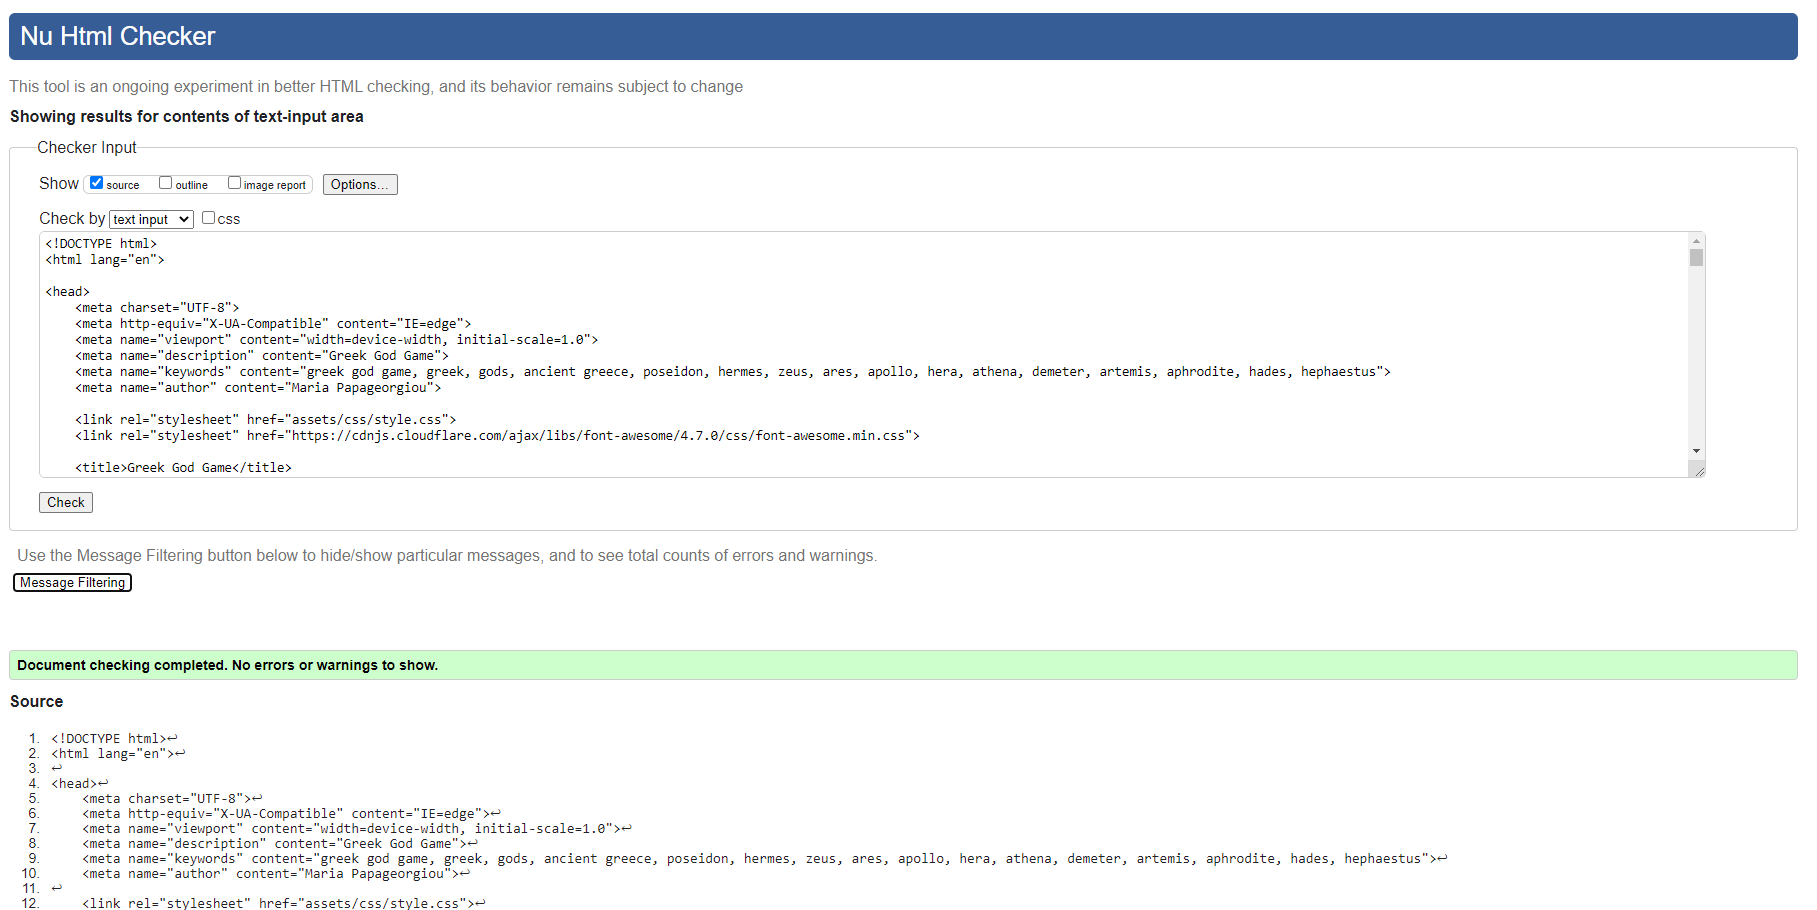 Nu Html Checker
This tool is an ongoing experiment in better HTML checking, and its behavior remains subject to change
Showing results for contents of text-input area
Checker Input
Show source outline image report Options...
Check by text input css
<!DOCTYPE html>
<html lang="en">
<head>
    <meta charset="UTF-8">
    <meta http-equiv="X-UA-Compatible" content="IE=edge">
    <meta name="viewport" content="width=device-width, initial-scale=1.0">
    <meta name="description" content="Greek God Game">
    <meta name="keywords" content="greek god game, greek, gods, ancient greece, poseidon, hermes, zeus, ares, apollo, hera, athena, demeter, artemis, aphrodite, hades, hephaestus">
    <meta name="author" content="Maria Papageorgiou">
    <link rel="stylesheet" href="assets/css/style.css">
    <link rel="stylesheet" href="https://cdnjs.cloudflare.com/ajax/libs/font-awesome/4.7.0/css/font-awesome.min.css">
    <title>Greek God Game</title>
Check
Use the Message Filtering button below to hide/show particular messages, and to see total counts of errors and warnings.
Message Filtering
Document checking completed. No errors or warnings to show.
Source
1. <!DOCTYPE html>↩
2. <html lang="en">↩
3. ↩
4. <head>↩
5.     <meta charset="UTF-8">↩
6.     <meta http-equiv="X-UA-Compatible" content="IE=edge">↩
7.     <meta name="viewport" content="width=device-width, initial-scale=1.0">↩
8.     <meta name="description" content="Greek God Game">↩
9.     <meta name="keywords" content="greek god game, greek, gods, ancient greece, poseidon, hermes, zeus, ares, apollo, hera, athena, demeter, artemis, aphrodite, hades, hephaestus">↩
10.     <meta name="author" content="Maria Papageorgiou">↩
11. ↩
12.     <link rel="stylesheet" href="assets/css/style.css">↩